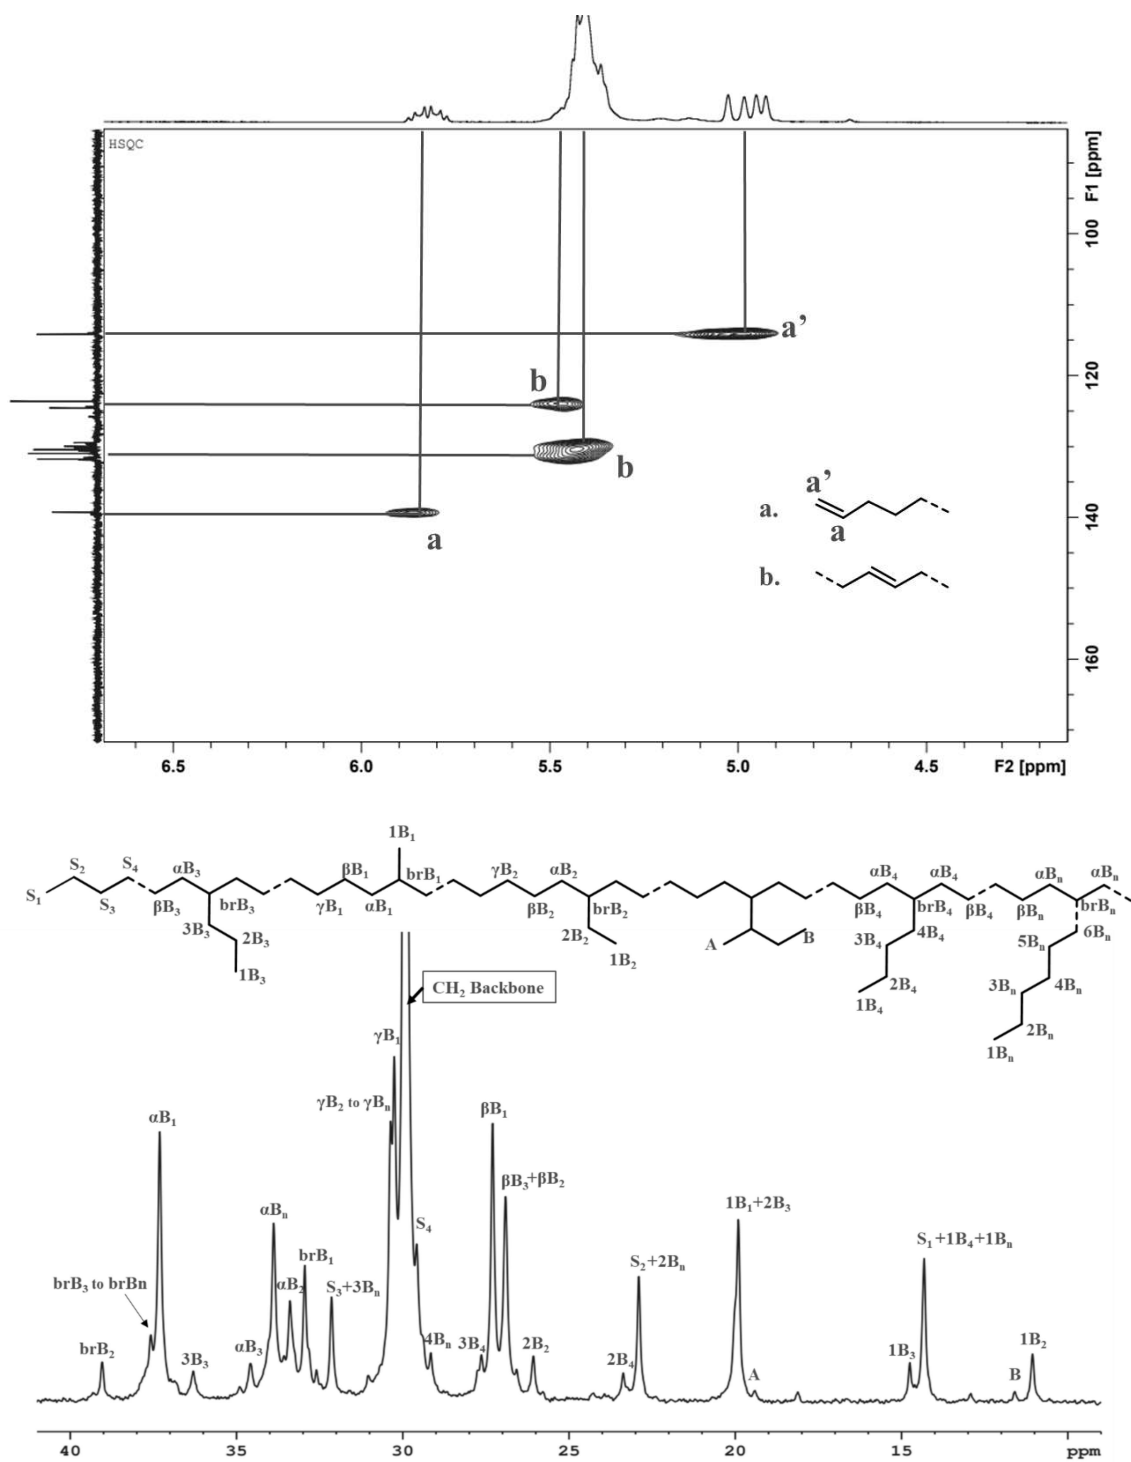 HSQC
F1 [ppm]
100
120
140
160
a’
b
b
a
a’
a.
a
b.
6.5 6.0 5.5 5.0 4.5 F2 [ppm]
1B₁
S₂ S₄ αB₃ βB₁ brB₁ γB₂ αB₂ αB₄ αB₄ αBₙ αBₙ
S₁ S₃ βB₃ brB₃ γB₁ αB₁ βB₂ brB₂ βB₄ brB₄ βB₄ βBₙ brBₙ
3B₃ 2B₃ 2B₂ 1B₂ A B 3B₄ 4B₄ 5Bₙ 6Bₙ
1B₃ 1B₄ 2B₄ 3Bₙ 4Bₙ
2Bₙ
1Bₙ
CH₂ Backbone
γB₁
γB₂ to γBₙ
αB₁
βB₁
βB₃+βB₂
αBₙ
S₄
1B₁+2B₃
brB₁
S₂+2Bₙ
S₁+1B₄+1Bₙ
brB₃ to brBn
αB₂
S₃+3Bₙ
brB₂
3B₃
αB₃
4Bₙ
3B₄
2B₂
2B₄
A
1B₃
B
1B₂
40 35 30 25 20 15 ppm